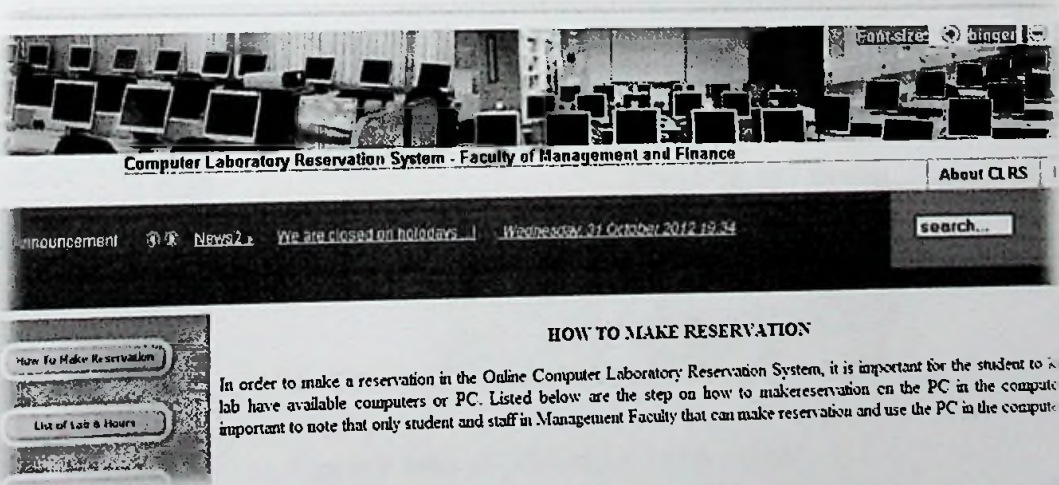 Font size: bigger
Computer Laboratory Reservation System - Faculty of Management and Finance
About CLRS
nnouncement News2 We are closed on holodays...! Wednesday, 31 October 2012 19:34
search...
How To Make Reservation
List of Lab & Hours
HOW TO MAKE RESERVATION
In order to make a reservation in the Online Computer Laboratory Reservation System, it is important for the student to
lab have available computers or PC. Listed below are the step on how to makereservation on the PC in the compute
important to note that only student and staff in Management Faculty that can make reservation and use the PC in the compute